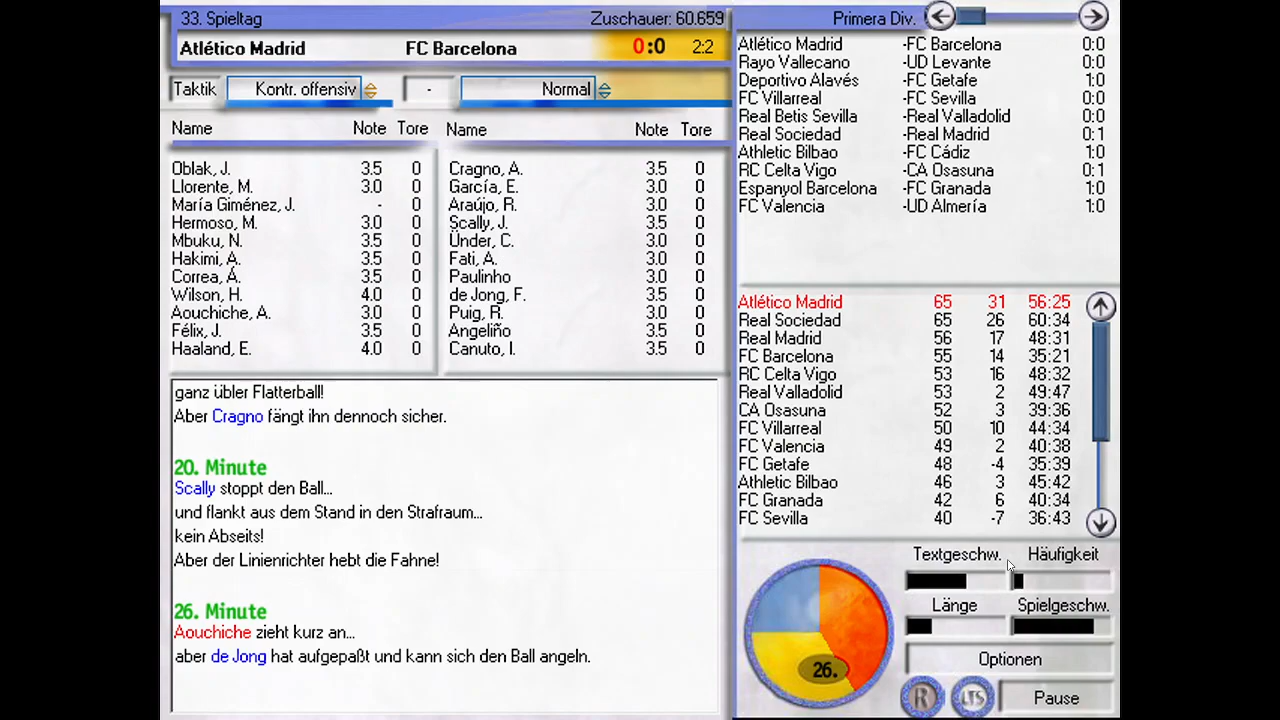 33. Spieltag Zuschauer: 60.659
Atlético Madrid FC Barcelona 0:0 2:2
Taktik Kontr. offensiv - Normal
Name Note Tore Name Note Tore
Oblak, J. 3.5 0 Cragno, A. 3.5 0
Llorente, M. 3.0 0 García, E. 3.0 0
María Giménez, J. - 0 Araújo, R. 3.0 0
Hermoso, M. 3.0 0 Scally, J. 3.0 0
Mbuku, N. 3.5 0 Ünder, C. 3.0 0
Hakimi, A. 3.5 0 Fati, A. 3.0 0
Correa, Á. 3.5 0 Paulinho 3.0 0
Wilson, H. 4.0 0 de Jong, F. 3.5 0
Aouchiche, A. 3.0 0 Puig, R. 3.0 0
Félix, J. 3.5 0 Angeliño 3.5 0
Haaland, E. 4.0 0 Canuto, I. 3.5 0
ganz übler Flatterball!
Aber Cragno fängt ihn dennoch sicher.
20. Minute
Scally stoppt den Ball...
und flankt aus dem Stand in den Strafraum...
kein Abseits!
Aber der Linienrichter hebt die Fahne!
26. Minute
Aouchiche zieht kurz an...
aber de Jong hat aufgepaßt und kann sich den Ball angeln.
Primera Div.
Atlético Madrid -FC Barcelona 0:0
Rayo Vallecano -UD Levante 0:0
Deportivo Alavés -FC Getafe 1:0
FC Villarreal -FC Sevilla 0:0
Real Betis Sevilla -Real Valladolid 0:0
Real Sociedad -Real Madrid 0:1
Athletic Bilbao -FC Cádiz 1:0
RC Celta Vigo -CA Osasuna 0:1
Espanyol Barcelona -FC Granada 1:0
FC Valencia -UD Almería 1:0
Atlético Madrid 65 31 56:25
Real Sociedad 65 26 60:34
Real Madrid 56 17 48:31
FC Barcelona 55 14 35:21
RC Celta Vigo 53 16 48:32
Real Valladolid 53 2 49:47
CA Osasuna 52 3 39:36
FC Villarreal 50 10 44:34
FC Valencia 49 2 40:38
FC Getafe 48 -4 35:39
Athletic Bilbao 46 3 45:42
FC Granada 42 6 40:34
FC Sevilla 40 -7 36:43
Textgeschw. Häufigkeit
Länge Spielgeschw.
26.
Optionen
R LTS Pause